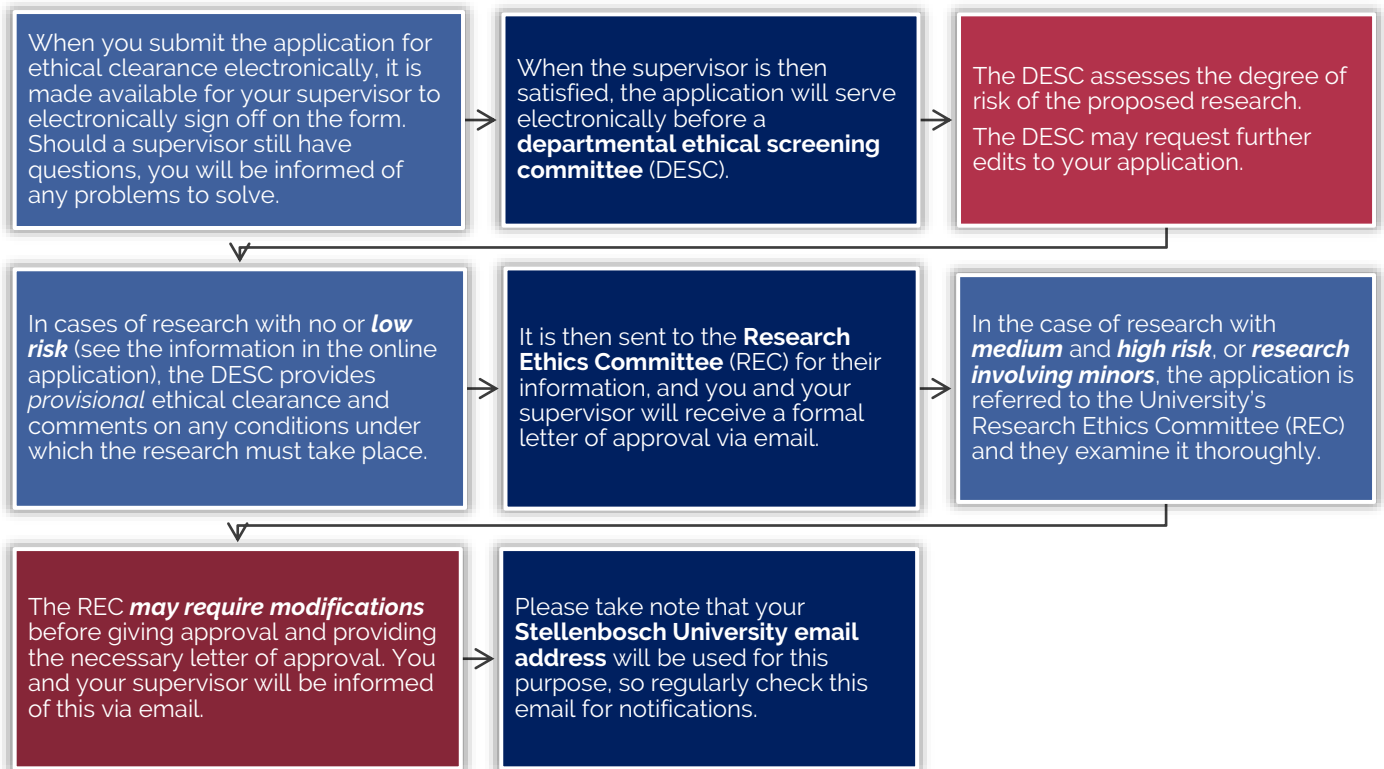 When you submit the application for
ethical clearance electronically, it is
made available for your supervisor to
electronically sign off on the form.
Should a supervisor still have
questions, you will be informed of
any problems to solve.
When the supervisor is then
satisfied, the application will serve
electronically before a
departmental ethical screening
committee (DESC).
The DESC assesses the degree of
risk of the proposed research.
The DESC may request further
edits to your application.
In cases of research with no or low
risk (see the information in the online
application), the DESC provides
provisional ethical clearance and
comments on any conditions under
which the research must take place.
It is then sent to the Research
Ethics Committee (REC) for their
information, and you and your
supervisor will receive a formal
letter of approval via email.
In the case of research with
medium and high risk, or research
involving minors, the application is
referred to the University's
Research Ethics Committee (REC)
and they examine it thoroughly.
The REC may require modifications
before giving approval and providing
the necessary letter of approval. You
and your supervisor will be informed
of this via email.
Please take note that your
Stellenbosch University email
address will be used for this
purpose, so regularly check this
email for notifications.